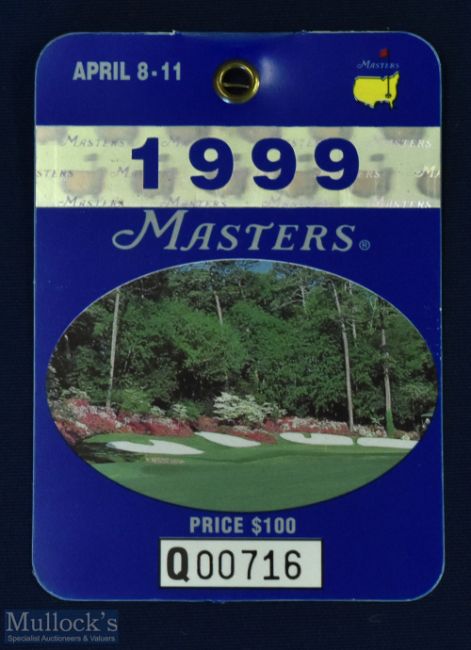 APRIL 8-11
MASTERS
1999
MASTERS®
PRICE $100
Q00716
Mullock's
Specialist Auctioneers & Valuers